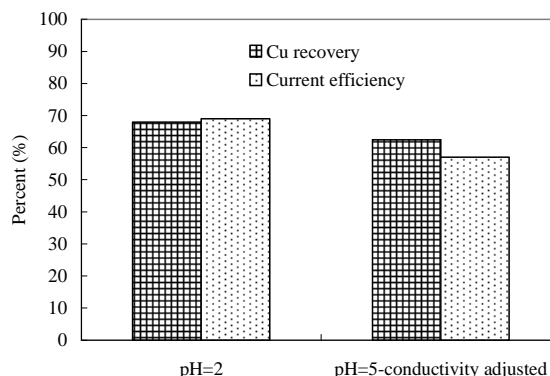 100
90
80
70
60
50
40
30
20
10
0
Percent (%)
Cu recovery
Current efficiency
pH=2
pH=5-conductivity adjusted